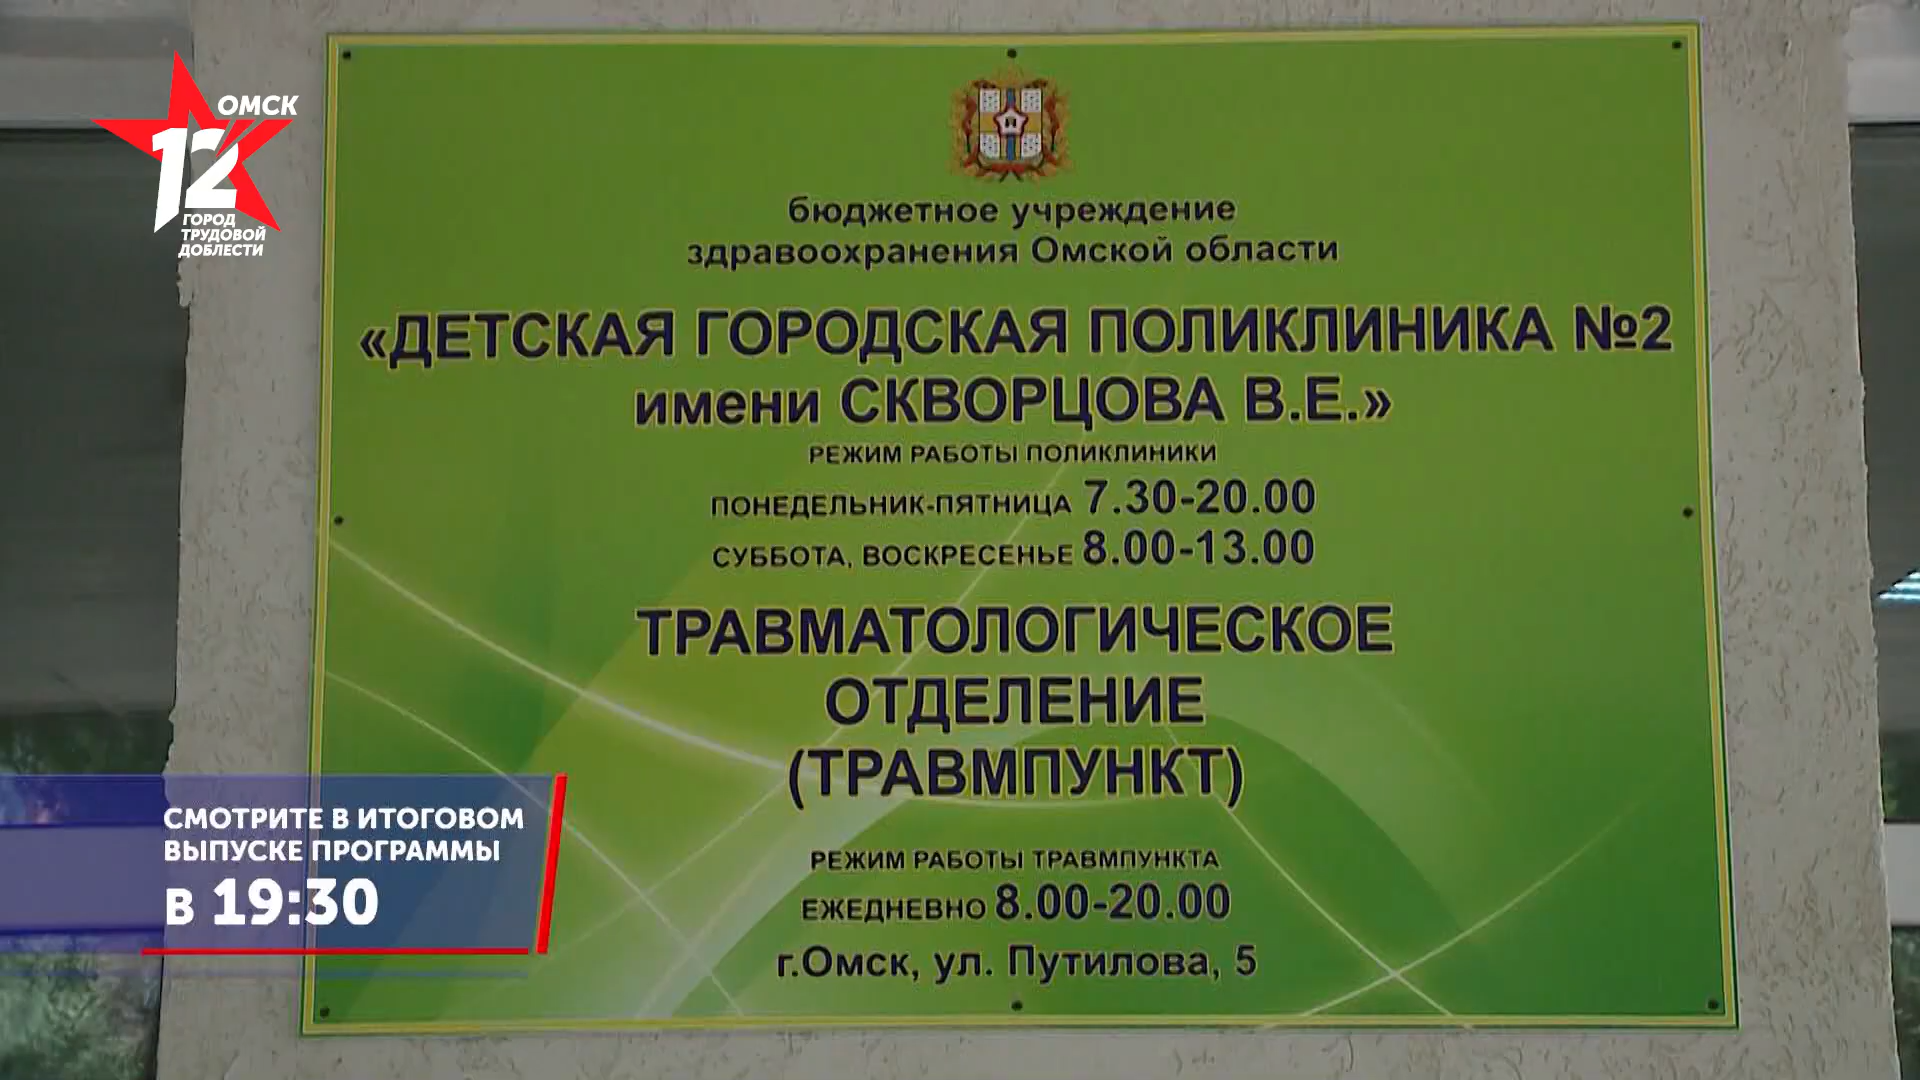 ОМСК
12
ГОРОД
ТРУДОВОЙ
ДОБЛЕСТИ
бюджетное учреждение
здравоохранения Омской области
«ДЕТСКАЯ ГОРОДСКАЯ ПОЛИКЛИНИКА №2
имени СКВОРЦОВА В.Е.»
РЕЖИМ РАБОТЫ ПОЛИКЛИНИКИ
ПОНЕДЕЛЬНИК-ПЯТНИЦА 7.30-20.00
СУББОТА, ВОСКРЕСЕНЬЕ 8.00-13.00
ТРАВМАТОЛОГИЧЕСКОЕ
ОТДЕЛЕНИЕ
(ТРАВМПУНКТ)
РЕЖИМ РАБОТЫ ТРАВМПУНКТА
ЕЖЕДНЕВНО 8.00-20.00
г.Омск, ул. Путилова, 5
СМОТРИТЕ В ИТОГОВОМ
ВЫПУСКЕ ПРОГРАММЫ
В 19:30